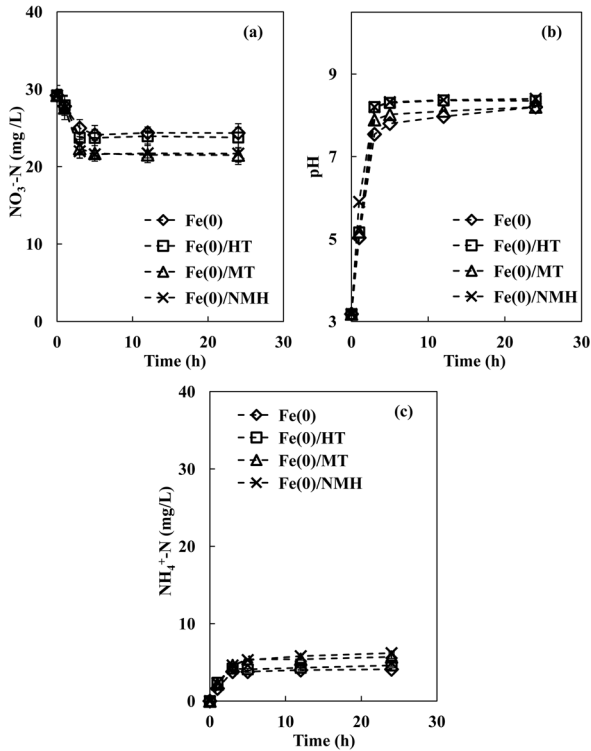 (a)
NO₃⁻-N (mg /L)
40
30
20
10
0
Fe(0)
Fe(0)/HT
Fe(0)/MT
Fe(0)/NMH
0 10 20 30
Time (h)
(b)
pH
9
7
5
3
Fe(0)
Fe(0)/HT
Fe(0)/MT
Fe(0)/NMH
0 10 20 30
Time (h)
(c)
NH₄⁺-N (mg/L)
40
30
20
10
0
Fe(0)
Fe(0)/HT
Fe(0)/MT
Fe(0)/NMH
0 10 20 30
Time (h)